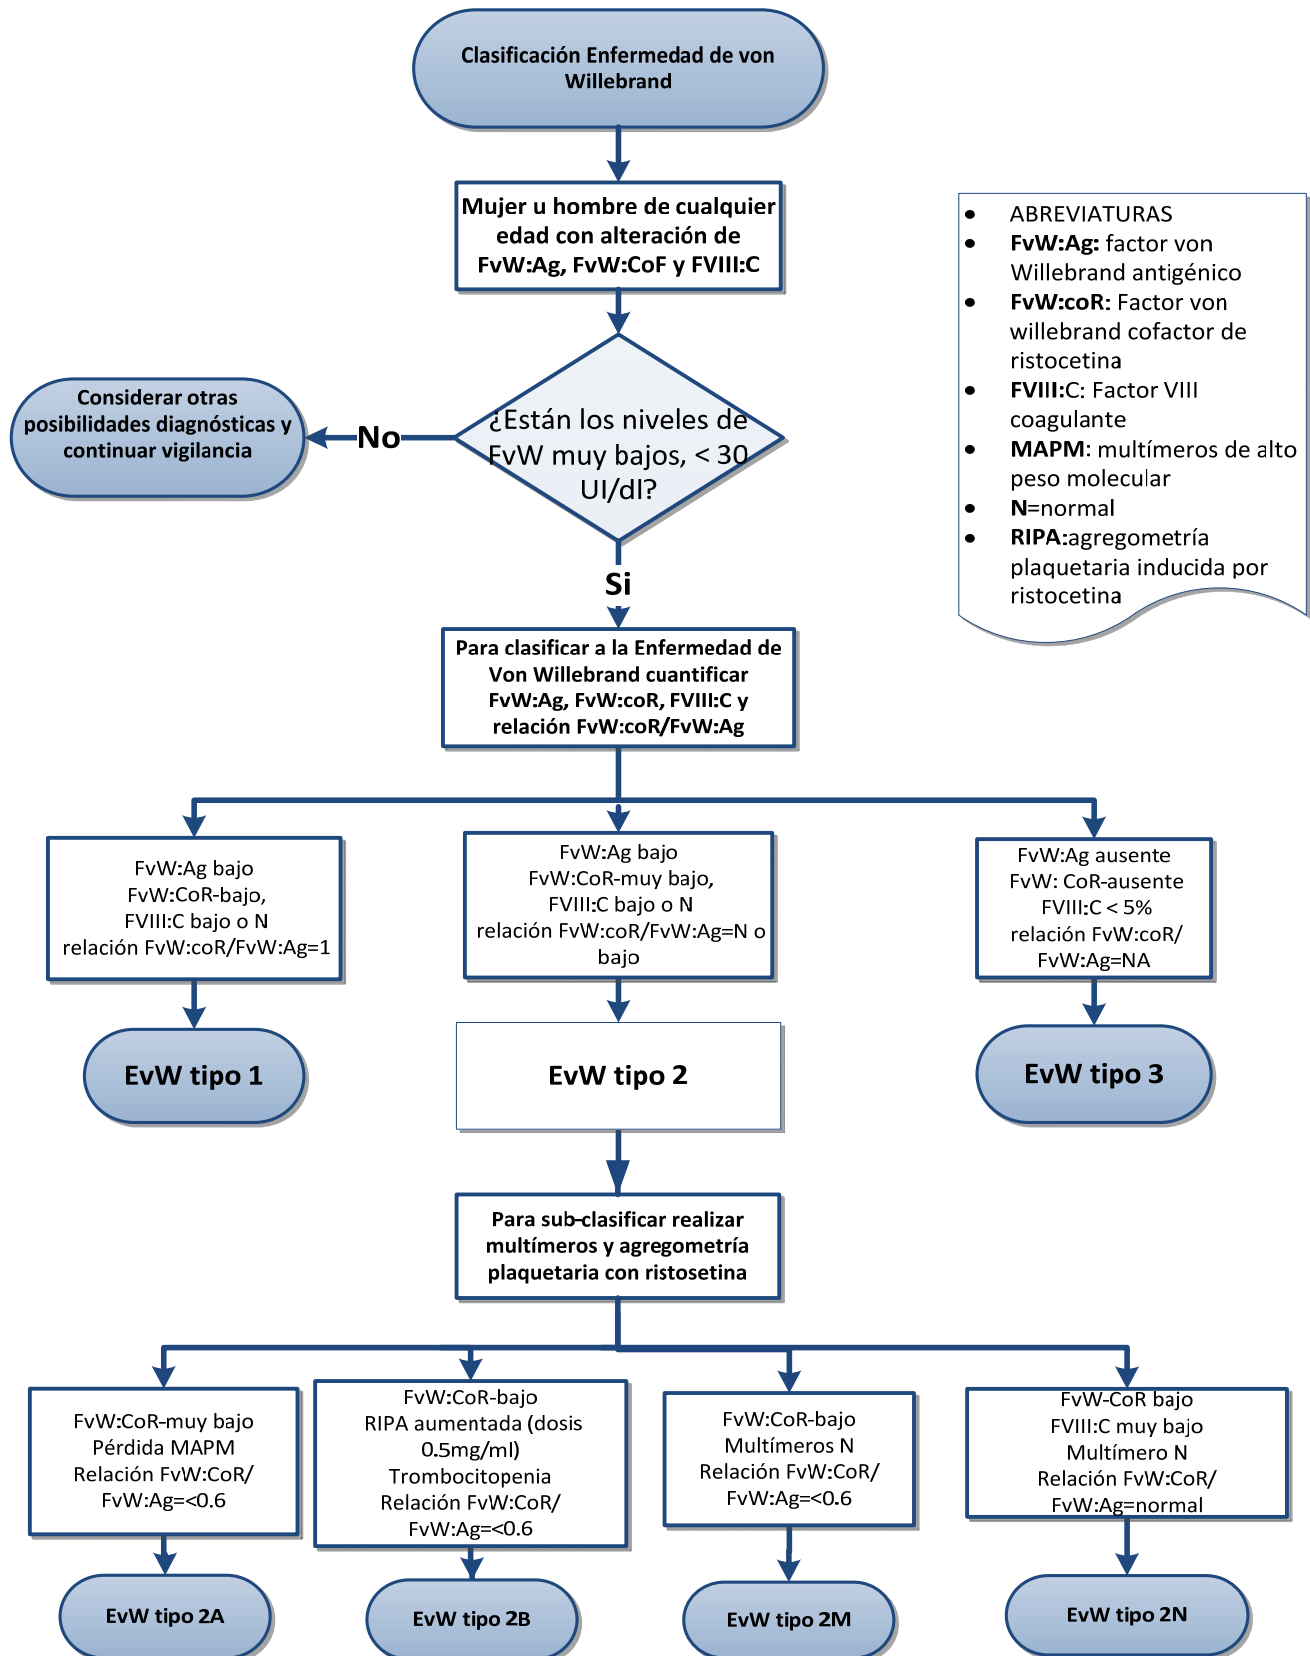 Clasificación Enfermedad de von
Willebrand
Mujer u hombre de cualquier
edad con alteración de
FvW:Ag, FvW:CoF y FVIII:C
• ABREVIATURAS
• FvW:Ag: factor von
Willebrand antigénico
• FvW:coR: Factor von
willebrand cofactor de
ristocetina
• FVIII:C: Factor VIII
coagulante
• MAPM: multímeros de alto
peso molecular
• N=normal
• RIPA:agregometría
plaquetaria inducida por
ristocetina
¿Están los niveles de
FvW muy bajos, < 30
UI/dl?
No
Considerar otras
posibilidades diagnósticas y
continuar vigilancia
Si
Para clasificar a la Enfermedad de
Von Willebrand cuantificar
FvW:Ag, FvW:coR, FVIII:C y
relación FvW:coR/FvW:Ag
FvW:Ag bajo
FvW:CoR-bajo,
FVIII:C bajo o N
relación FvW:coR/FvW:Ag=1
FvW:Ag bajo
FvW:CoR-muy bajo,
FVIII:C bajo o N
relación FvW:coR/FvW:Ag=N o
bajo
FvW:Ag ausente
FvW: CoR-ausente
FVIII:C < 5%
relación FvW:coR/
FvW:Ag=NA
EvW tipo 1
EvW tipo 2
EvW tipo 3
Para sub-clasificar realizar
multímeros y agregometría
plaquetaria con ristosetina
FvW:CoR-muy bajo
Pérdida MAPM
Relación FvW:CoR/
FvW:Ag=<0.6
FvW:CoR-bajo
RIPA aumentada (dosis
0.5mg/ml)
Trombocitopenia
Relación FvW:CoR/
FvW:Ag=<0.6
FvW:CoR-bajo
Multímeros N
Relación FvW:CoR/
FvW:Ag=<0.6
FvW-CoR bajo
FVIII:C muy bajo
Multímero N
Relación FvW:CoR/
FvW:Ag=normal
EvW tipo 2A
EvW tipo 2B
EvW tipo 2M
EvW tipo 2N